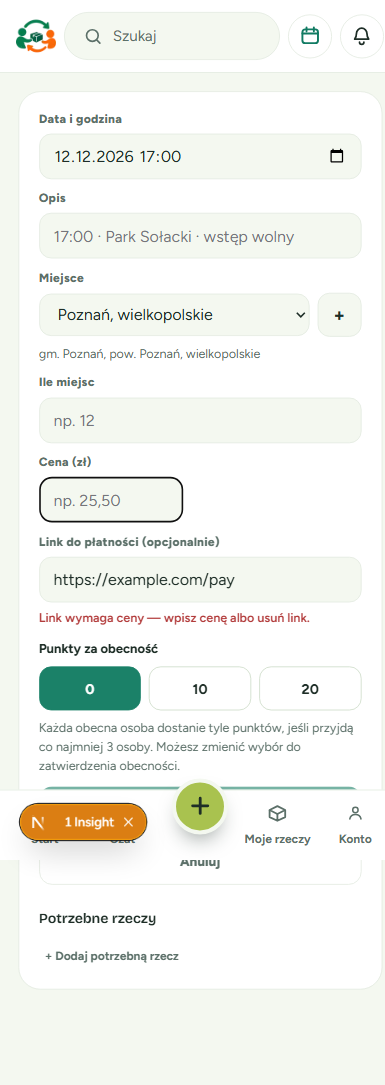 Szukaj
Data i godzina
12.12.2026 17:00
Opis
17:00 · Park Sołacki · wstęp wolny
Miejsce
Poznań, wielkopolskie
+
gm. Poznań, pow. Poznań, wielkopolskie
Ile miejsc
np. 12
Cena (zł)
np. 25,50
Link do płatności (opcjonalnie)
https://example.com/pay
Link wymaga ceny — wpisz cenę albo usuń link.
Punkty za obecność
0 10 20
Każda obecna osoba dostanie tyle punktów, jeśli przyjdą
co najmniej 3 osoby. Możesz zmienić wybór do
zatwierdzenia obecności.
N 1 Insight ×
+
Start Czat Moje rzeczy Konto
Anuluj
Potrzebne rzeczy
+ Dodaj potrzebną rzecz